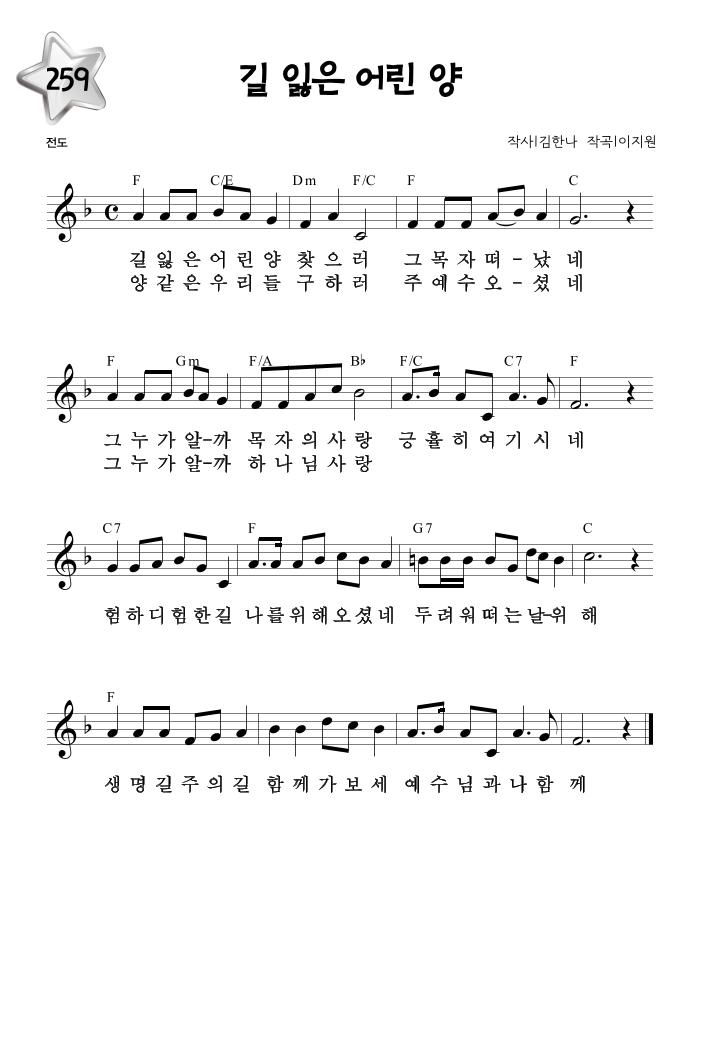 259
길 잃은 어린 양
전도
작사|김한나 작곡|이지원
F C/E Dm F/C F C
길 잃 은 어 린 양 찾 으 러 그 목 자 떠 - 났 네
양 같 은 우 리 들 구 하 러 주 예 수 오 - 셨 네
F Gm F/A B♭ F/C C7 F
그 누 가 알-까 목 자 의 사 랑 긍 휼 히 여 기 시 네
그 누 가 알-까 하 나 님 사 랑
C7 F G7 C
험 하 디 험 한 길 나 를 위 해 오 셨 네 두 려 워 떠 는 날-위 해
F
생 명 길 주 의 길 함 께 가 보 세 예 수 님 과 나 함 께